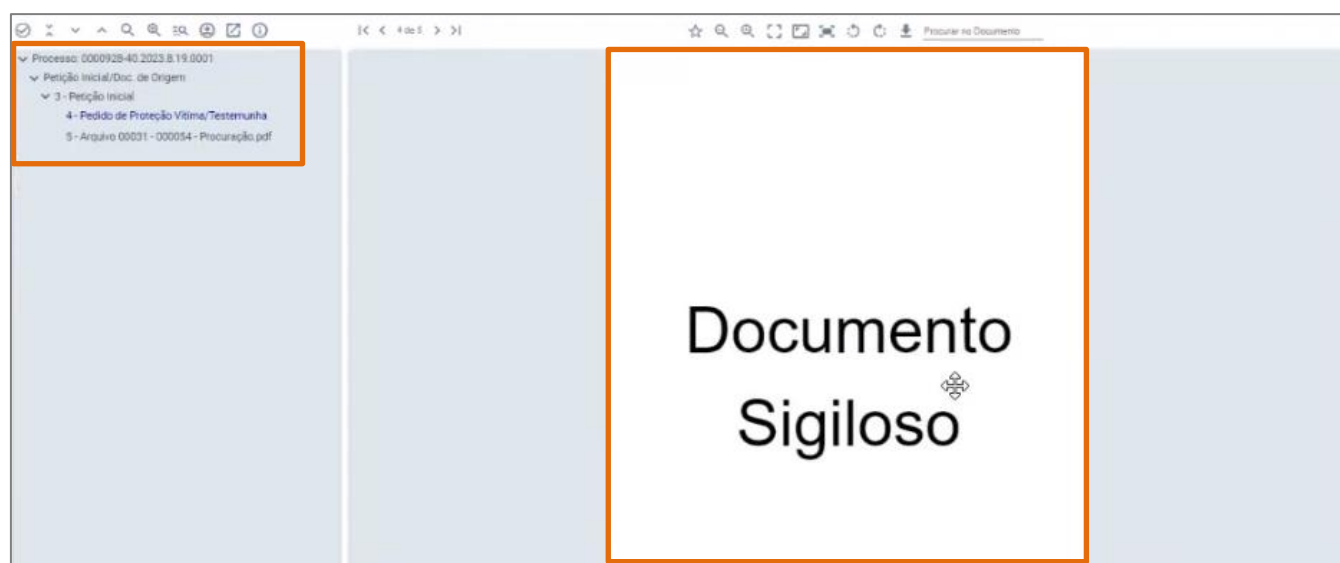 4 de 5
Procurar no Documento
Processo: 0000928-40.2023.8.19.0001
Petição Inicial/Doc. de Origem
3 - Petição Inicial
4 - Pedido de Proteção Vítima/Testemunha
5 - Arquivo 00031 - 000054 - Procuração.pdf
Documento
Sigiloso